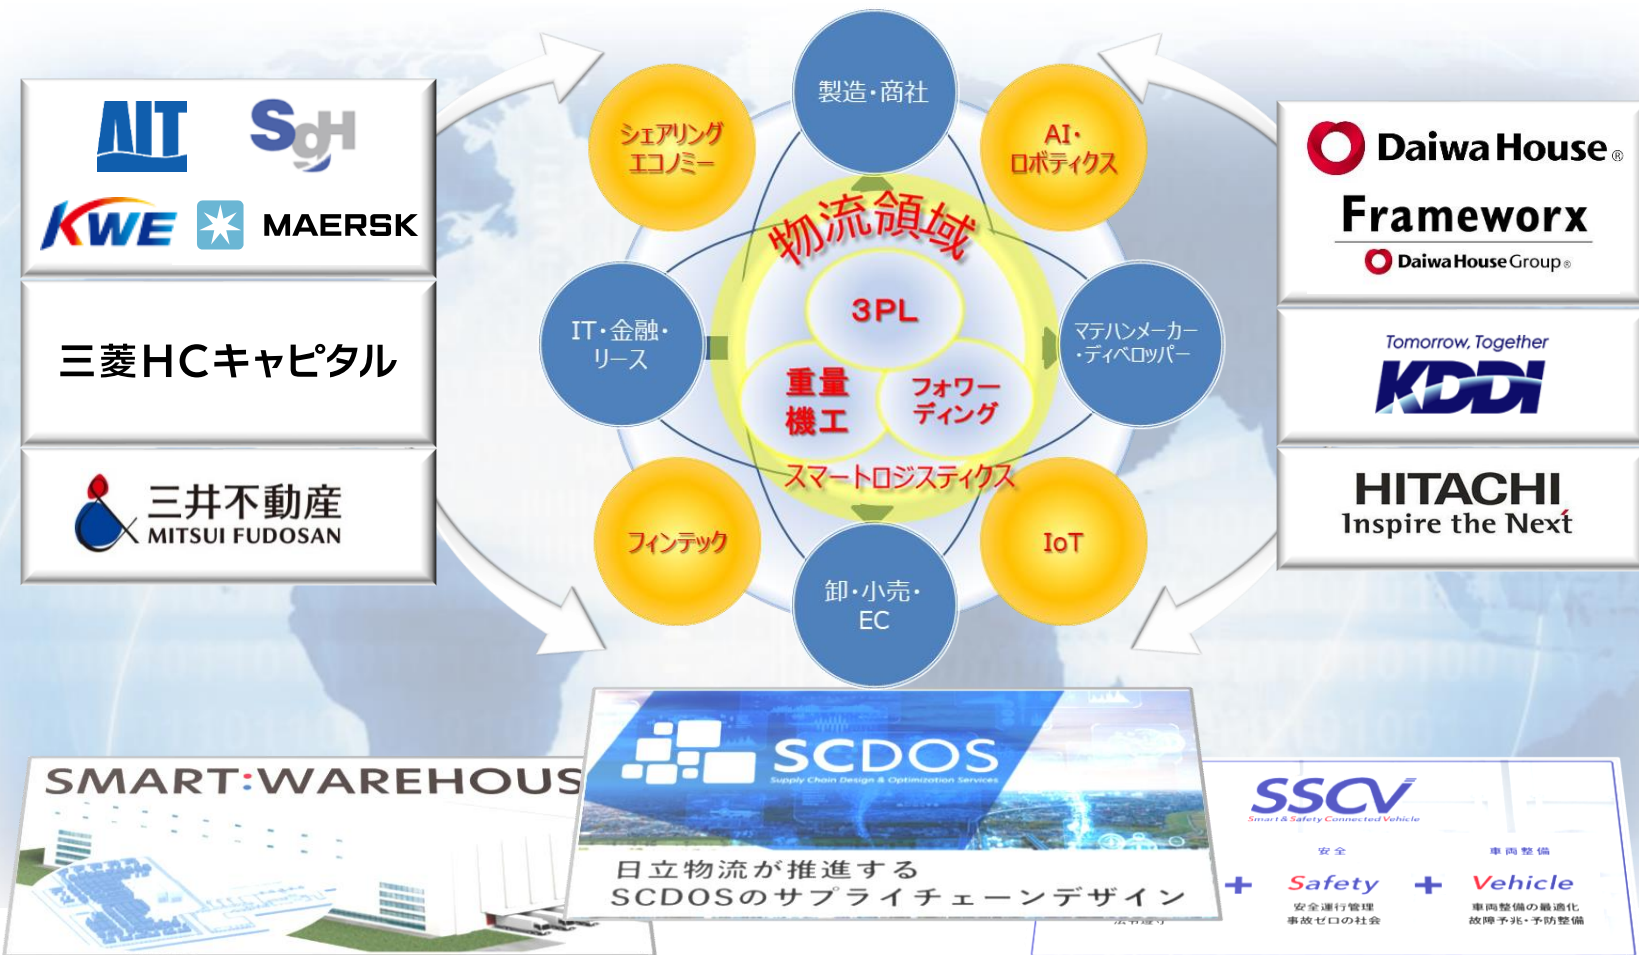 AIT
SGH
KWE
MAERSK
三菱HCキャピタル
三井不動産
MITSUI FUDOSAN
製造・商社
シェアリング
エコノミー
AI・
ロボティクス
物流領域
3PL
重量
機工
フォワー
ディング
スマートロジスティクス
IT・金融・
リース
マテハンメーカー
・ディベロッパー
フィンテック
IoT
卸・小売・
EC
Daiwa House®
Frameworx
Daiwa House Group®
Tomorrow, Together
KDDI
HITACHI
Inspire the Next
SMART:WAREHOUS
SCDOS
Supply Chain Design & Optimization Services
日立物流が推進する
SCDOSのサプライチェーンデザイン
SSCV
Smart & Safety Connected Vehicle
安全
+ Safety
安全運行管理
事故ゼロの社会
車両整備
+ Vehicle
車両整備の最適化
故障予兆・予防整備